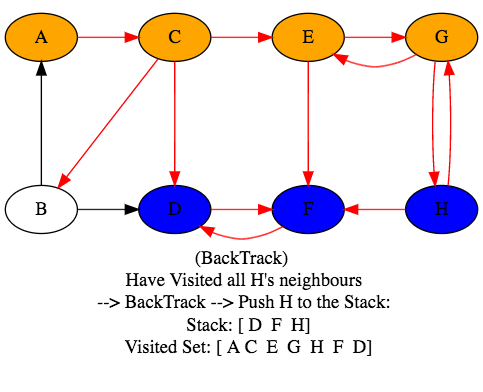 A C E G
B D F H
(BackTrack)
Have Visited all H's neighbours
--> BackTrack --> Push H to the Stack:
Stack: [ D F H]
Visited Set: [ A C E G H F D]